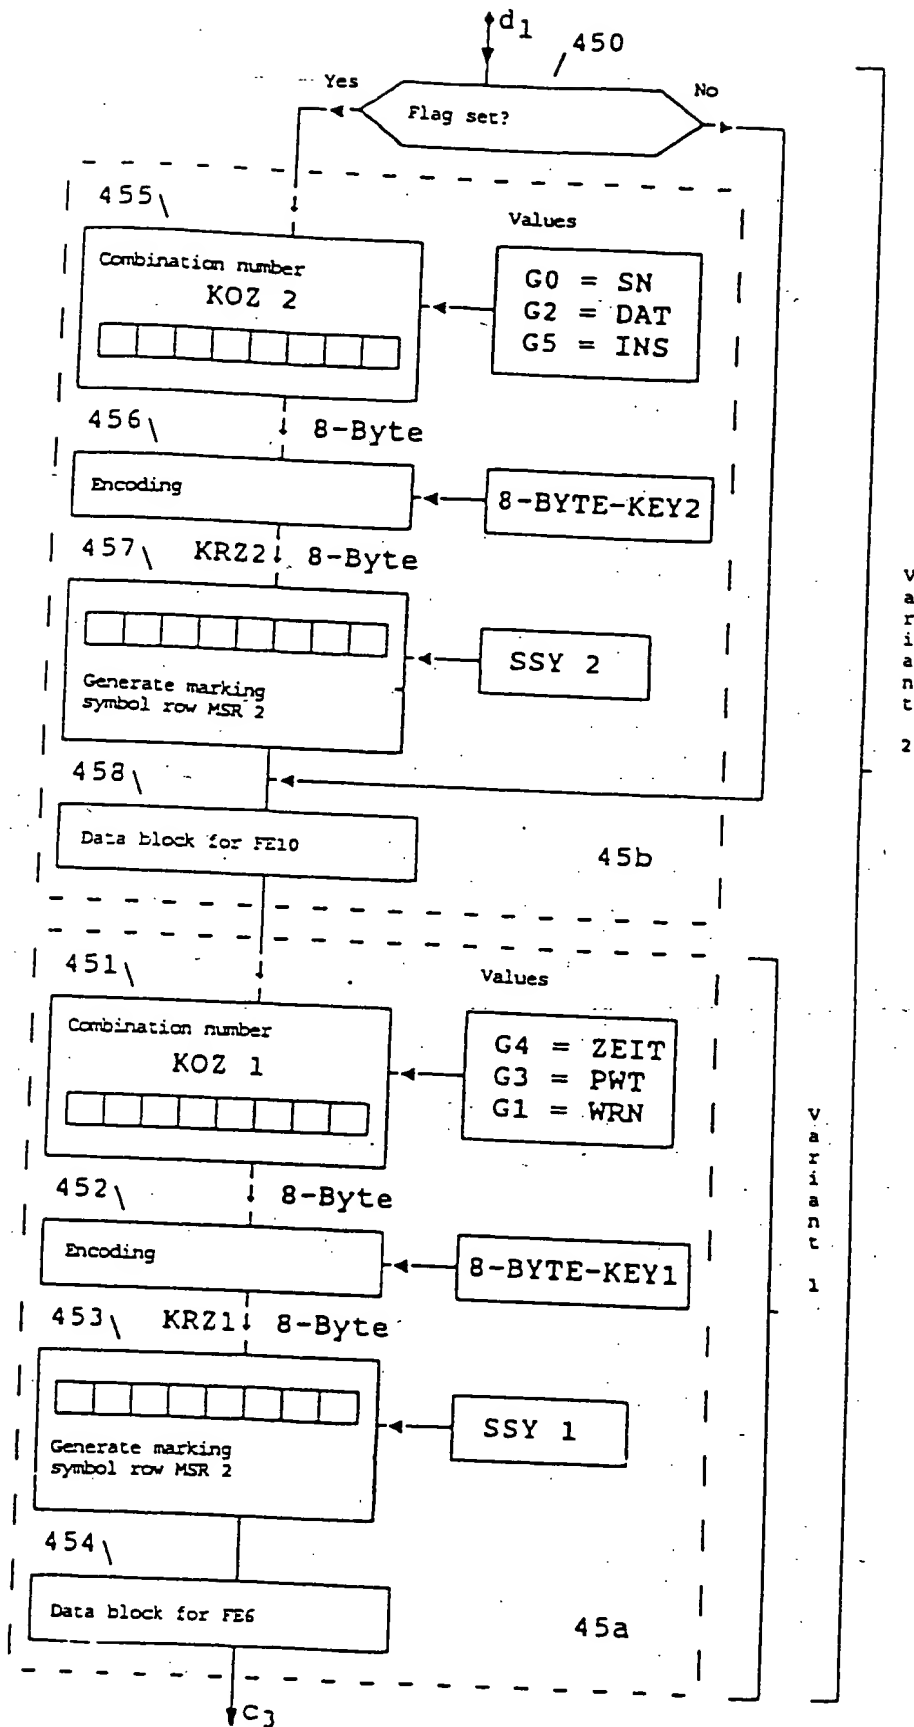 d1
450
Yes
No
Flag set?
455
Values
Combination number
KOZ 2
G0 = SN
G2 = DAT
G5 = INS
456
8-Byte
Encoding
8-BYTE-KEY2
457
KRZ2
8-Byte
SSY 2
Generate marking
symbol row MSR 2
458
Data block for FE10
45b
Variant 2
451
Values
Combination number
KOZ 1
G4 = ZEIT
G3 = PWT
G1 = WRN
452
8-Byte
Encoding
8-BYTE-KEY1
453
KRZ1
8-Byte
SSY 1
Generate marking
symbol row MSR 2
454
Data block for FE6
45a
Variant 1
c3